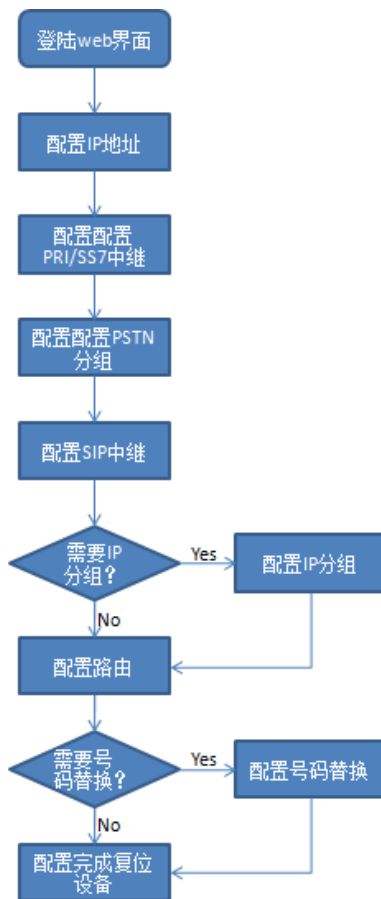 登陆web界面
配置IP地址
配置配置
PRI/SS7中继
配置配置PSTN
分组
配置SIP中继
需要IP
分组？
Yes
配置IP分组
No
配置路由
需要号
码替换？
Yes
配置号码替换
No
配置完成复位
设备